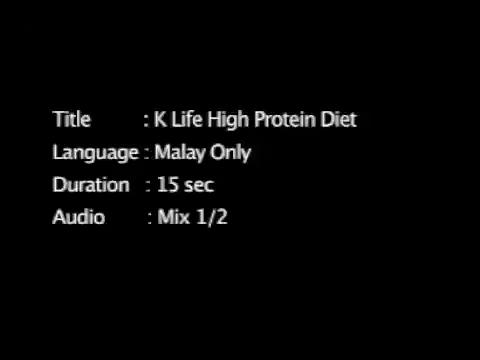 Title : K Life High Protein Diet
Language : Malay Only
Duration : 15 sec
Audio : Mix 1/2